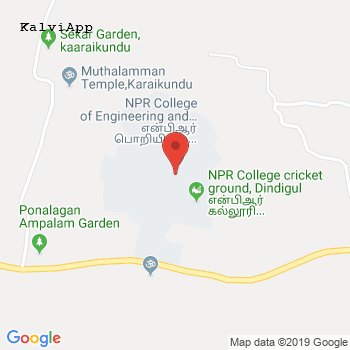 KalviApp
Sekar Garden,
kaaraikundu
Muthalamman
Temple,Karaikundu
NPR College
of Engineering and...
என்பிஆர்
பொறியி...
NPR College cricket
ground, Dindigul
என்பிஆர்
கல்லூரி...
Ponalagan
Ampalam Garden
Google
Map data ©2019 Google